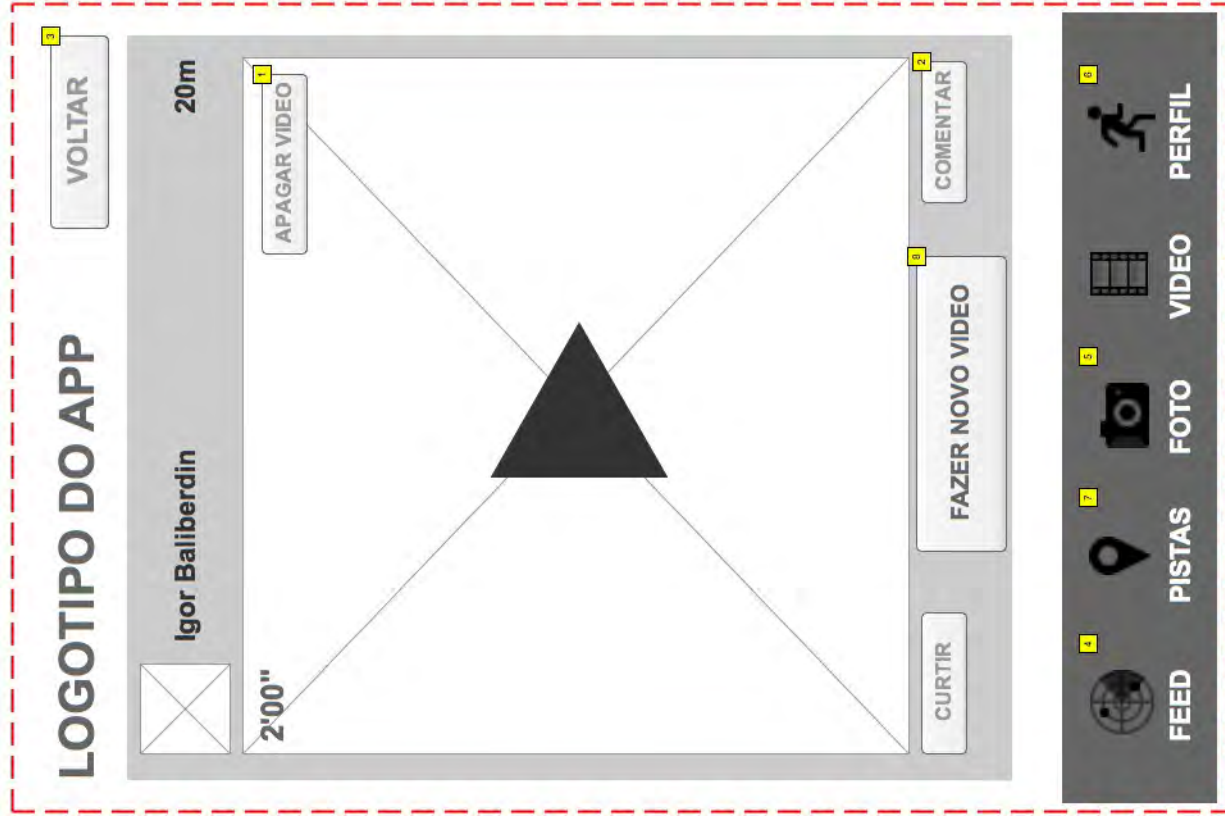 LOGOTIPO DO APP
3
VOLTAR
Igor Baliberdin
20m
2'00"
1
APAGAR VIDEO
CURTIR
8
FAZER NOVO VIDEO
2
COMENTAR
4
FEED
7
PISTAS
5
FOTO
VIDEO
6
PERFIL